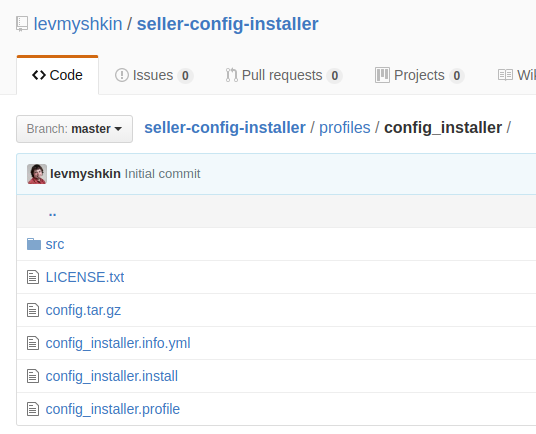 levmyshkin / seller-config-installer
Code Issues 0 Pull requests 0 Projects 0 Wik
Branch: master seller-config-installer / profiles / config_installer /
levmyshkin Initial commit
..
src
LICENSE.txt
config.tar.gz
config_installer.info.yml
config_installer.install
config_installer.profile